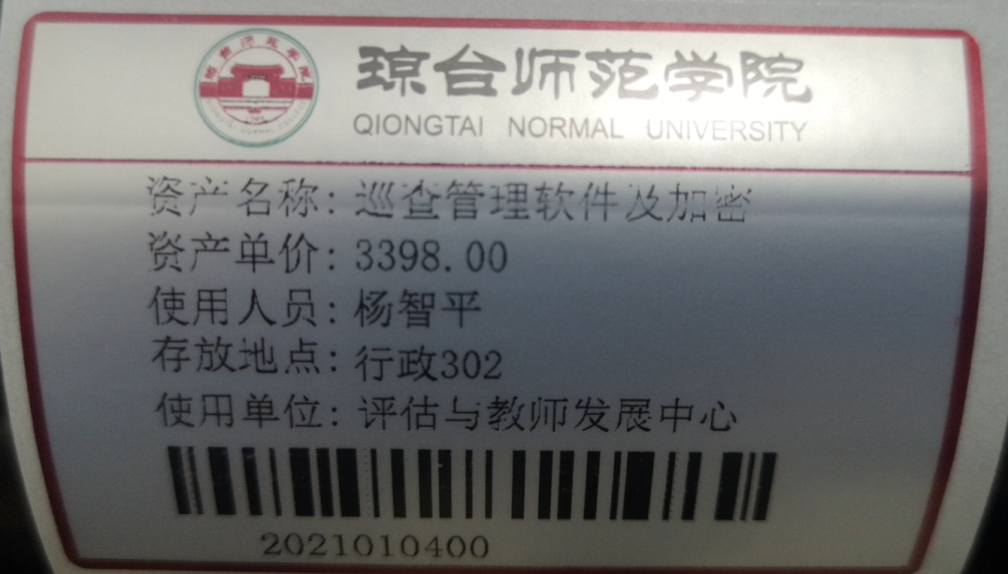 琼台师范学院
QIONGTAI NORMAL UNIVERSITY
资产名称：巡查管理软件及加密
资产单价：3398.00
使用人员：杨智平
存放地点：行政302
使用单位：评估与教师发展中心
2021010400